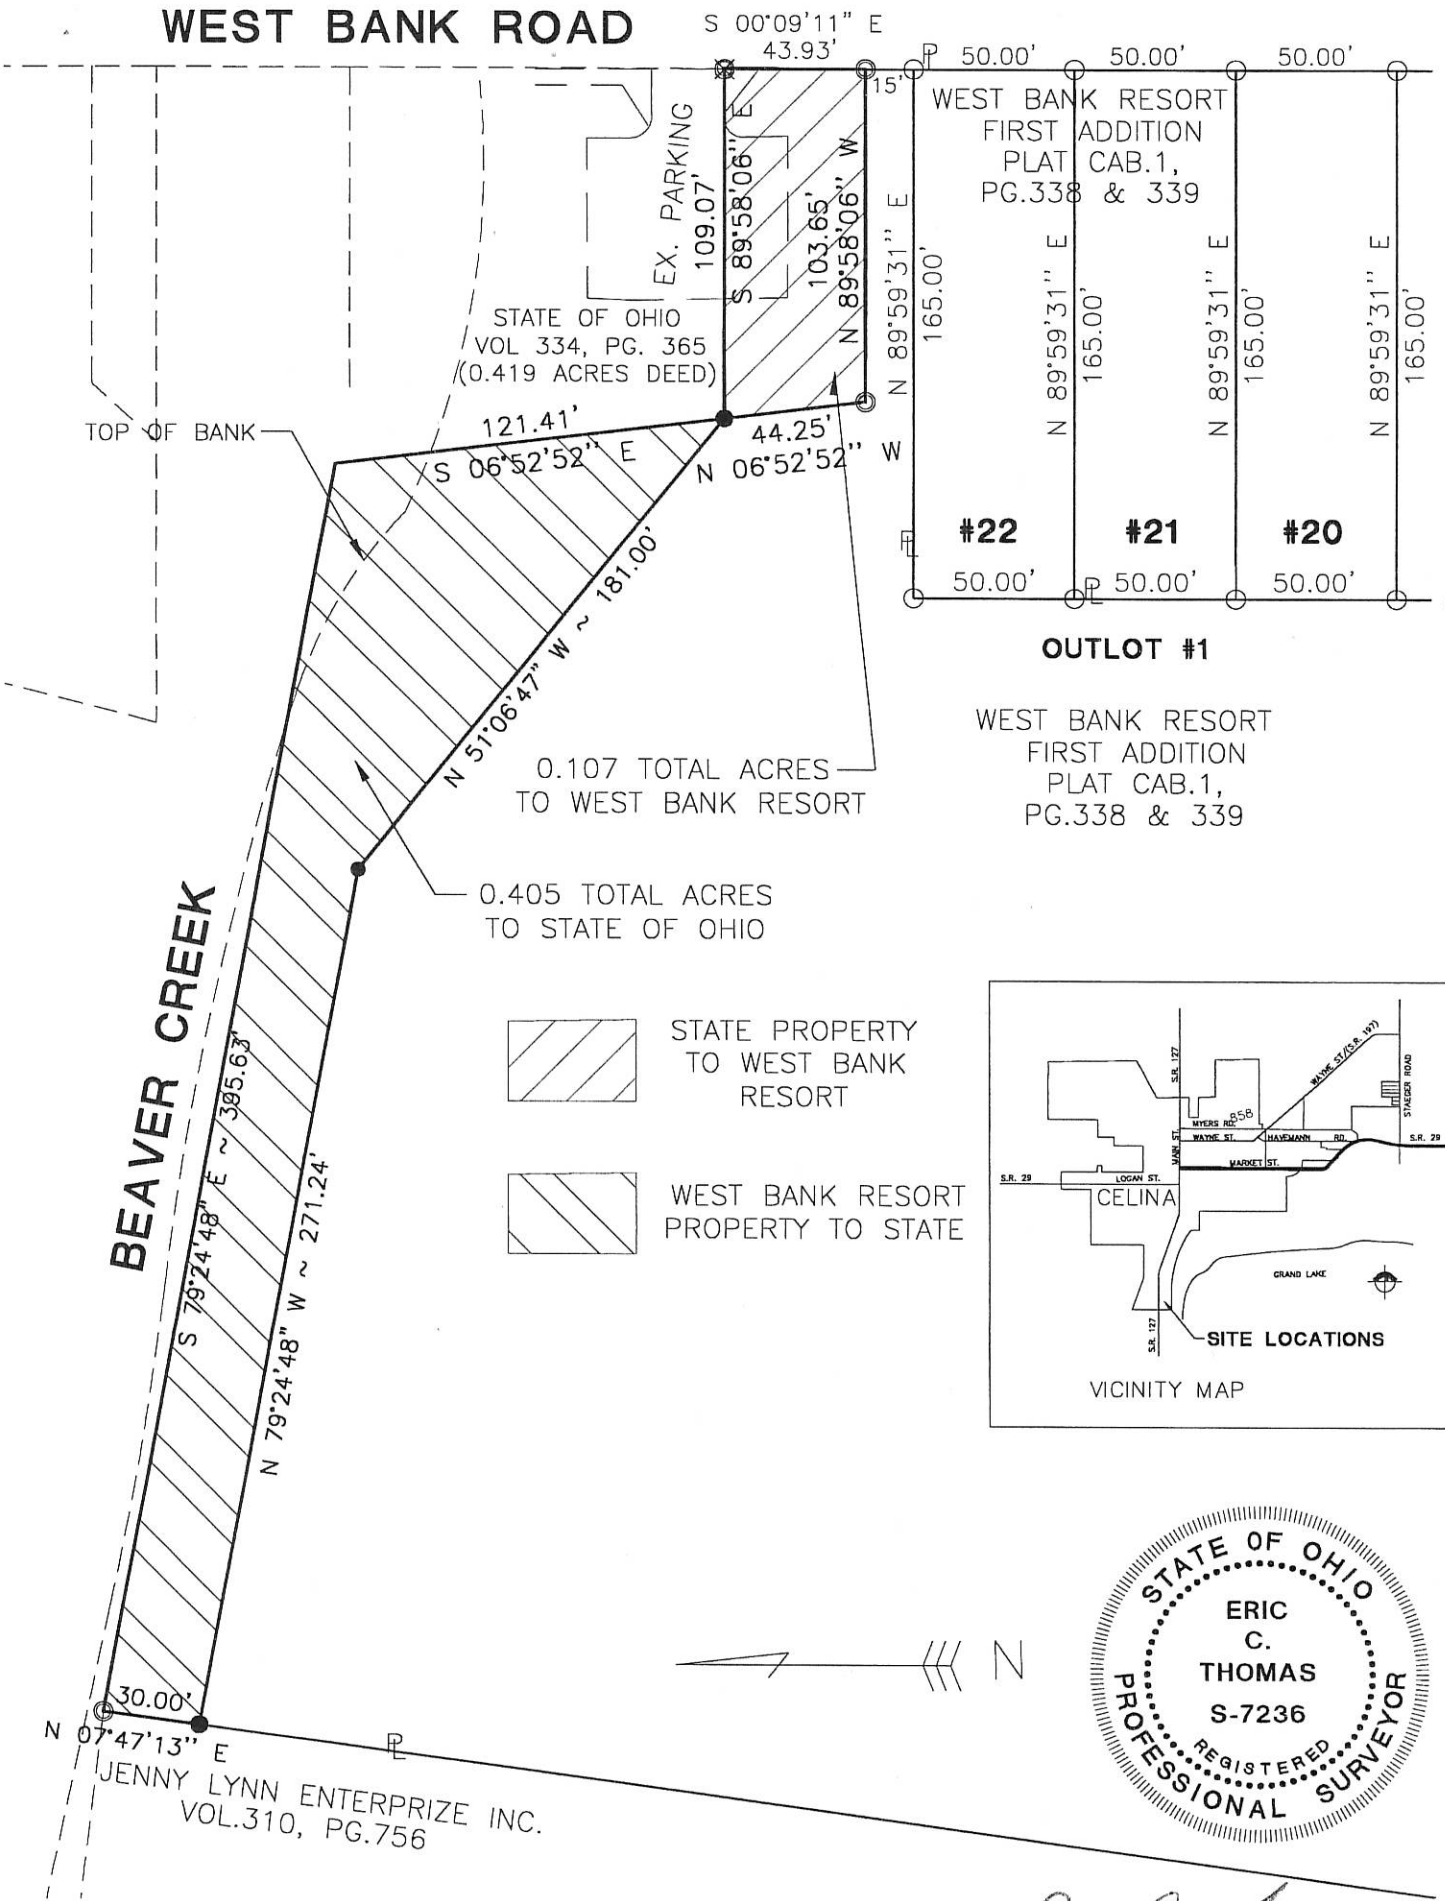 WEST BANK ROAD
S 00°09'11" E
43.93'
50.00'
50.00'
50.00'
15'
WEST BANK RESORT
FIRST ADDITION
PLAT CAB.1,
PG.338 & 339
EX. PARKING
109.07'
S 89°58'06" E
103.65'
N 89°58'06" W
N 89°59'31" E
165.00'
N 89°59'31" E
165.00'
N 89°59'31" E
165.00'
N 89°59'31" E
165.00'
STATE OF OHIO
VOL 334, PG. 365
(0.419 ACRES DEED)
TOP OF BANK
121.41'
S 06°52'52" E
44.25'
N 06°52'52" W
#22
#21
#20
50.00'
50.00'
50.00'
OUTLOT #1
WEST BANK RESORT
FIRST ADDITION
PLAT CAB.1,
PG.338 & 339
N 51°06'47" W ~ 181.00'
0.107 TOTAL ACRES
TO WEST BANK RESORT
0.405 TOTAL ACRES
TO STATE OF OHIO
BEAVER CREEK
S 79°24'48" E ~ 395.63'
N 79°24'48" W ~ 271.24'
STATE PROPERTY
TO WEST BANK
RESORT
WEST BANK RESORT
PROPERTY TO STATE
S.R. 127
WAYNE ST/(S.R. 197)
STAEGER ROAD
MYERS RD.
858
WAYNE ST.
HAVEMANN RD.
S.R. 29
MAIN ST.
MARKET ST.
S.R. 29
LOGAN ST.
CELINA
GRAND LAKE
S.R. 127
SITE LOCATIONS
VICINITY MAP
STATE OF OHIO
ERIC
C.
THOMAS
S-7236
REGISTERED
PROFESSIONAL SURVEYOR
N
30.00'
N 07°47'13" E
JENNY LYNN ENTERPRIZE INC.
VOL.310, PG.756